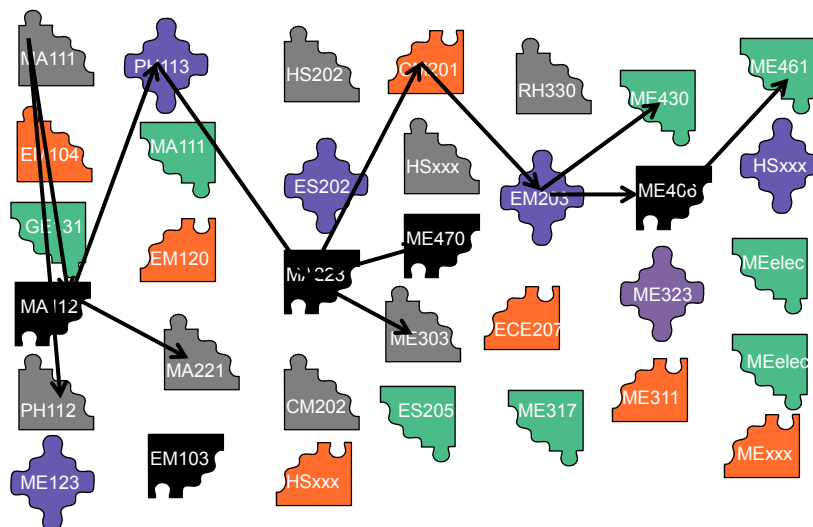 MA111
EM104
GE131
MA112
PH112
ME123
PH113
MA111
EM120
MA221
EM103
HS202
ES202
MA223
CM202
HSxxx
CM201
HSxxx
ME470
ME303
ES205
RH330
EM203
ECE207
ME317
ME430
ME406
ME323
ME311
ME461
HSxxx
MEelec
MEelec
MExxx